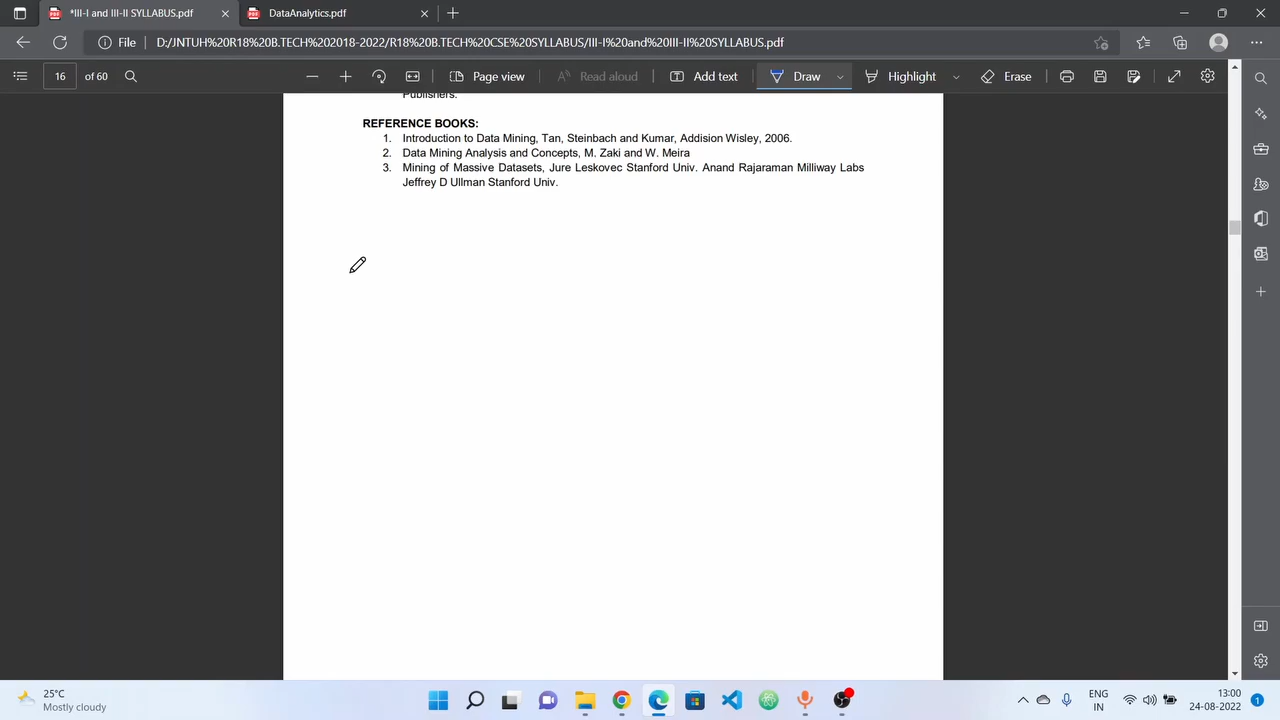 *III-I and III-II SYLLABUS.pdf
DataAnalytics.pdf
File D:/JNTUH%20R18%20B.TECH%202018-2022/R18%20B.TECH%20CSE%20SYLLABUS/III-I%20and%20III-II%20SYLLABUS.pdf
16 of 60 Page view Read aloud Add text Draw Highlight Erase
Publishers.
REFERENCE BOOKS:
1. Introduction to Data Mining, Tan, Steinbach and Kumar, Addision Wisley, 2006.
2. Data Mining Analysis and Concepts, M. Zaki and W. Meira
3. Mining of Massive Datasets, Jure Leskovec Stanford Univ. Anand Rajaraman Milliway Labs
Jeffrey D Ullman Stanford Univ.
25°C
Mostly cloudy
ENG
IN
13:00
24-08-2022
1